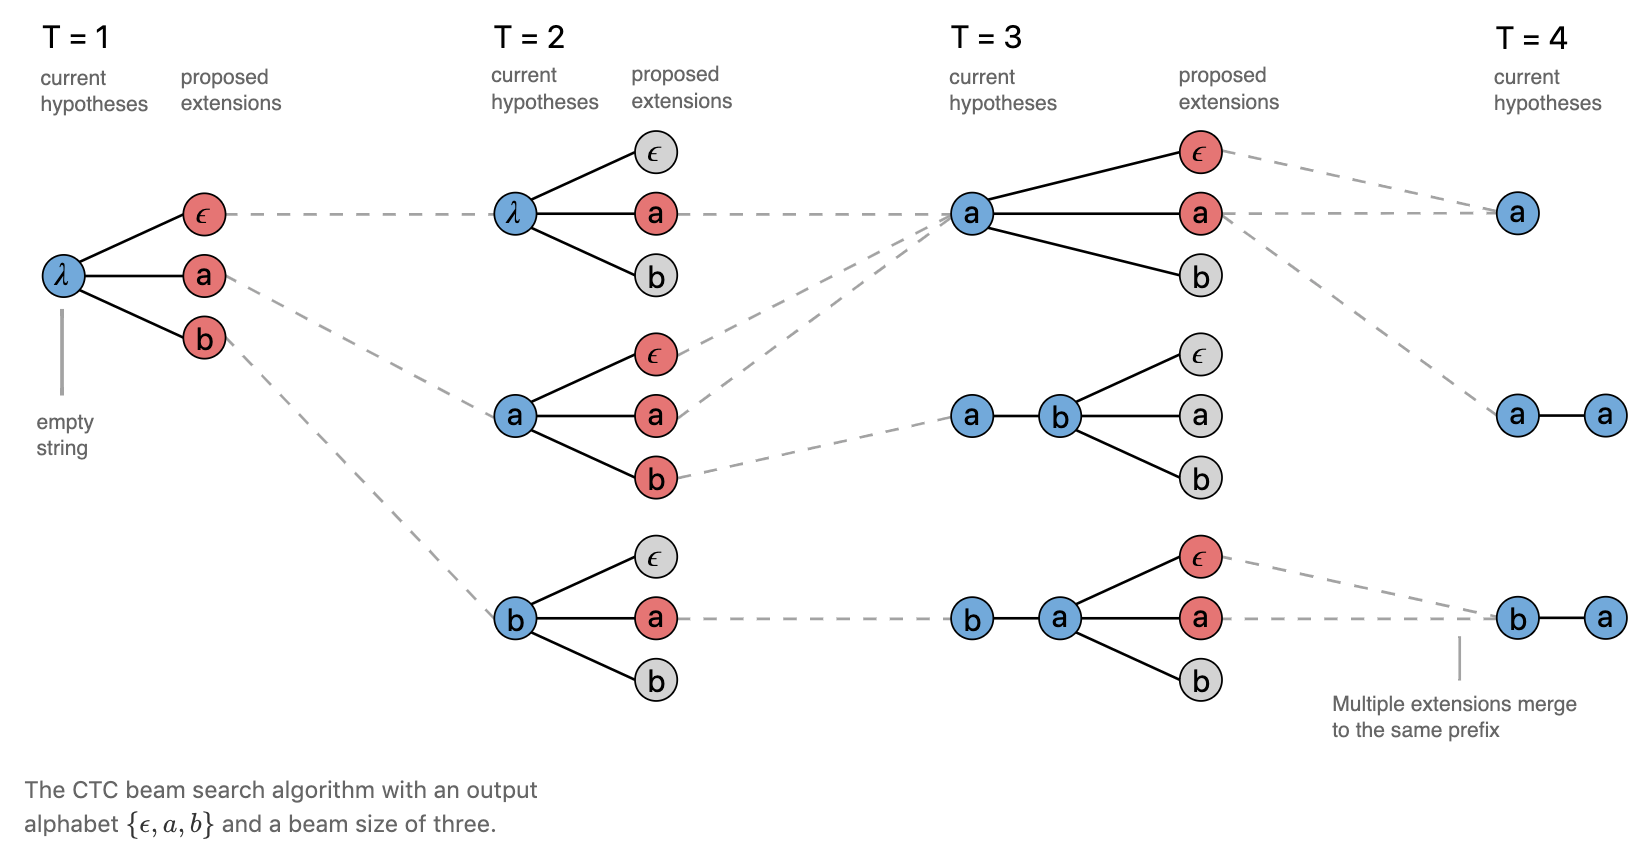 T = 1
T = 2
T = 3
T = 4
current
hypotheses
proposed
extensions
current
hypotheses
proposed
extensions
current
hypotheses
proposed
extensions
current
hypotheses
λ
ϵ
a
b
empty
string
λ
ϵ
a
b
a
ϵ
a
b
b
ϵ
a
b
a
ϵ
a
b
a b
ϵ
a
b
b a
ϵ
a
b
a
a a
b a
Multiple extensions merge
to the same prefix
The CTC beam search algorithm with an output
alphabet {ϵ, a, b} and a beam size of three.